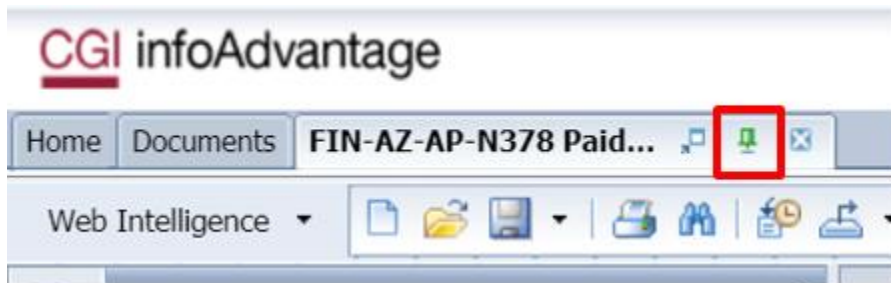 CGI infoAdvantage
Home Documents FIN-AZ-AP-N378 Paid...
Web Intelligence